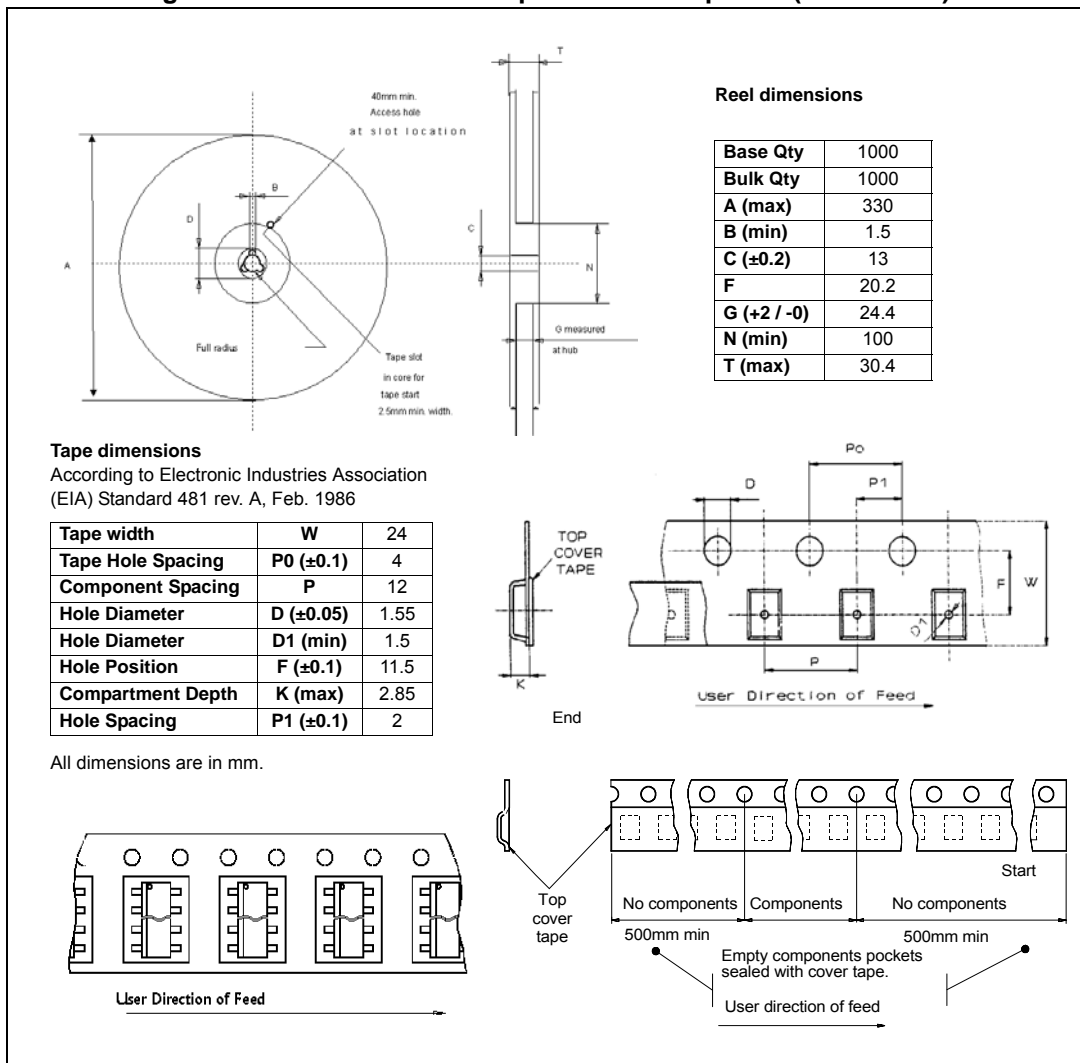 T
40mm min.
Access hole
at slot location
B
D
C
A
N
G measured
at hub
Full radius
Tape slot
in core for
tape start
2.5mm min. width.
Reel dimensions
Base Qty 1000
Bulk Qty 1000
A (max) 330
B (min) 1.5
C (±0.2) 13
F 20.2
G (+2 / -0) 24.4
N (min) 100
T (max) 30.4
Tape dimensions
According to Electronic Industries Association
(EIA) Standard 481 rev. A, Feb. 1986
Tape width W 24
Tape Hole Spacing P0 (±0.1) 4
Component Spacing P 12
Hole Diameter D (±0.05) 1.55
Hole Diameter D1 (min) 1.5
Hole Position F (±0.1) 11.5
Compartment Depth K (max) 2.85
Hole Spacing P1 (±0.1) 2
All dimensions are in mm.
Po
D
P1
TOP
COVER
TAPE
F
W
D1
P
K
User Direction of Feed
End
Start
Top
cover
tape
No components
Components
No components
500mm min
500mm min
Empty components pockets
sealed with cover tape.
User direction of feed
User Direction of Feed